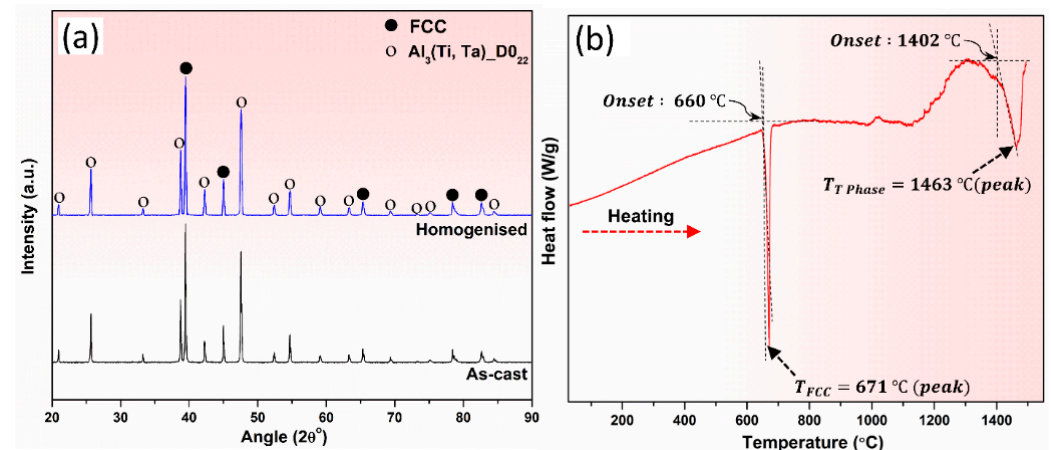 (a)
● FCC
○ Al₃(Ti, Ta)_D0₂₂
Intensity (a.u.)
Homogenised
As-cast
20 30 40 50 60 70 80 90
Angle (2θ°)
(b)
Onset : 1402 °C
Onset : 660 °C
T_T Phase = 1463 °C(peak)
Heating
T_FCC = 671 °C (peak)
Heat flow (W/g)
200 400 600 800 1000 1200 1400
Temperature (°C)